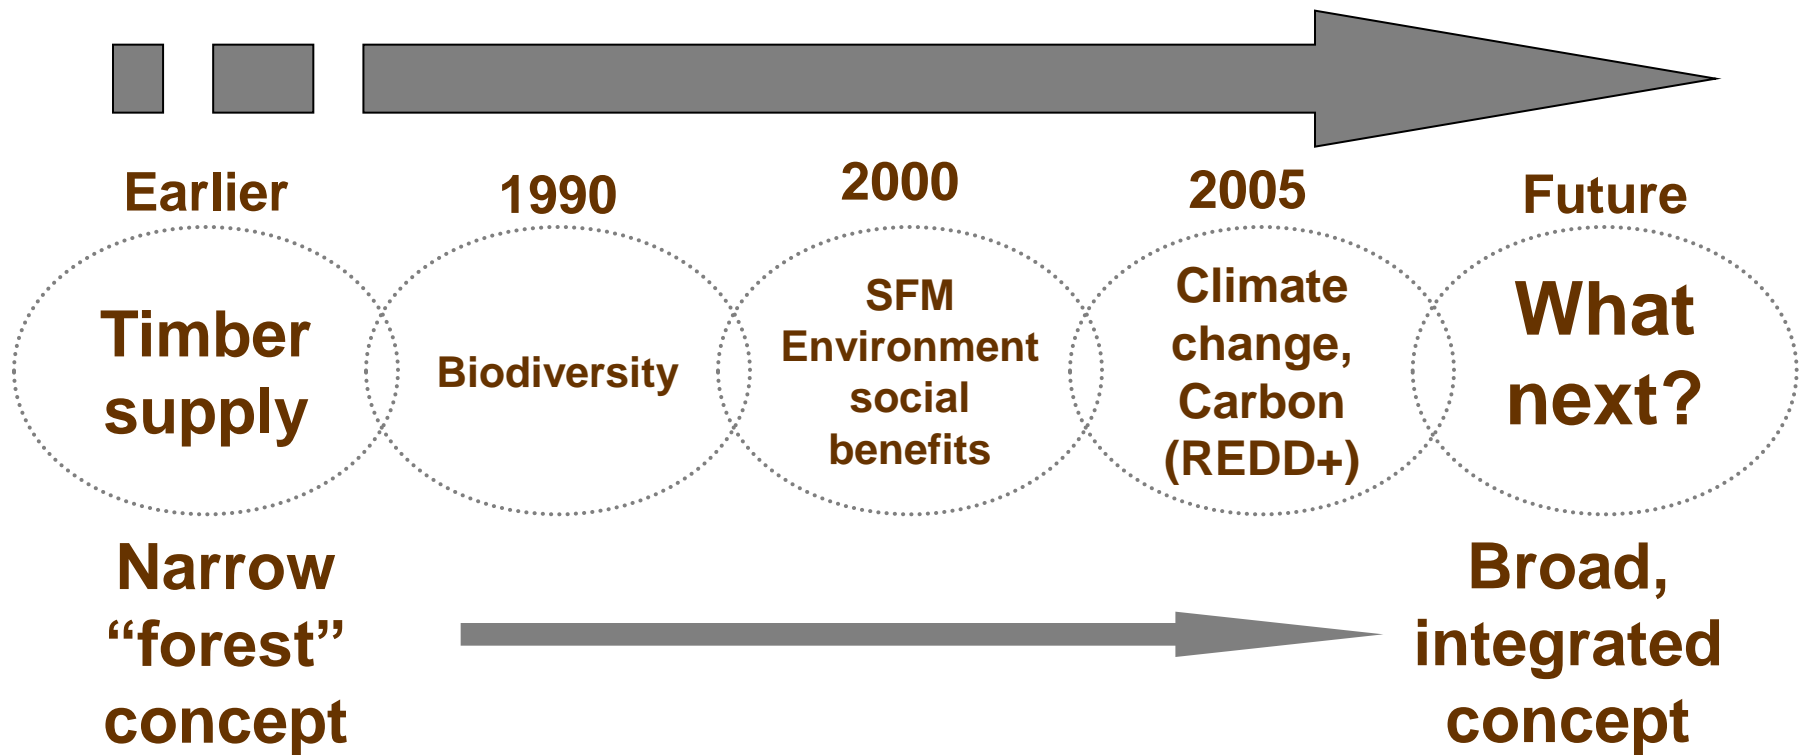 Earlier
1990
2000
2005
Future
Timber
supply
Biodiversity
SFM
Environment
social
benefits
Climate
change,
Carbon
(REDD+)
What
next?
Narrow
“forest”
concept
Broad,
integrated
concept